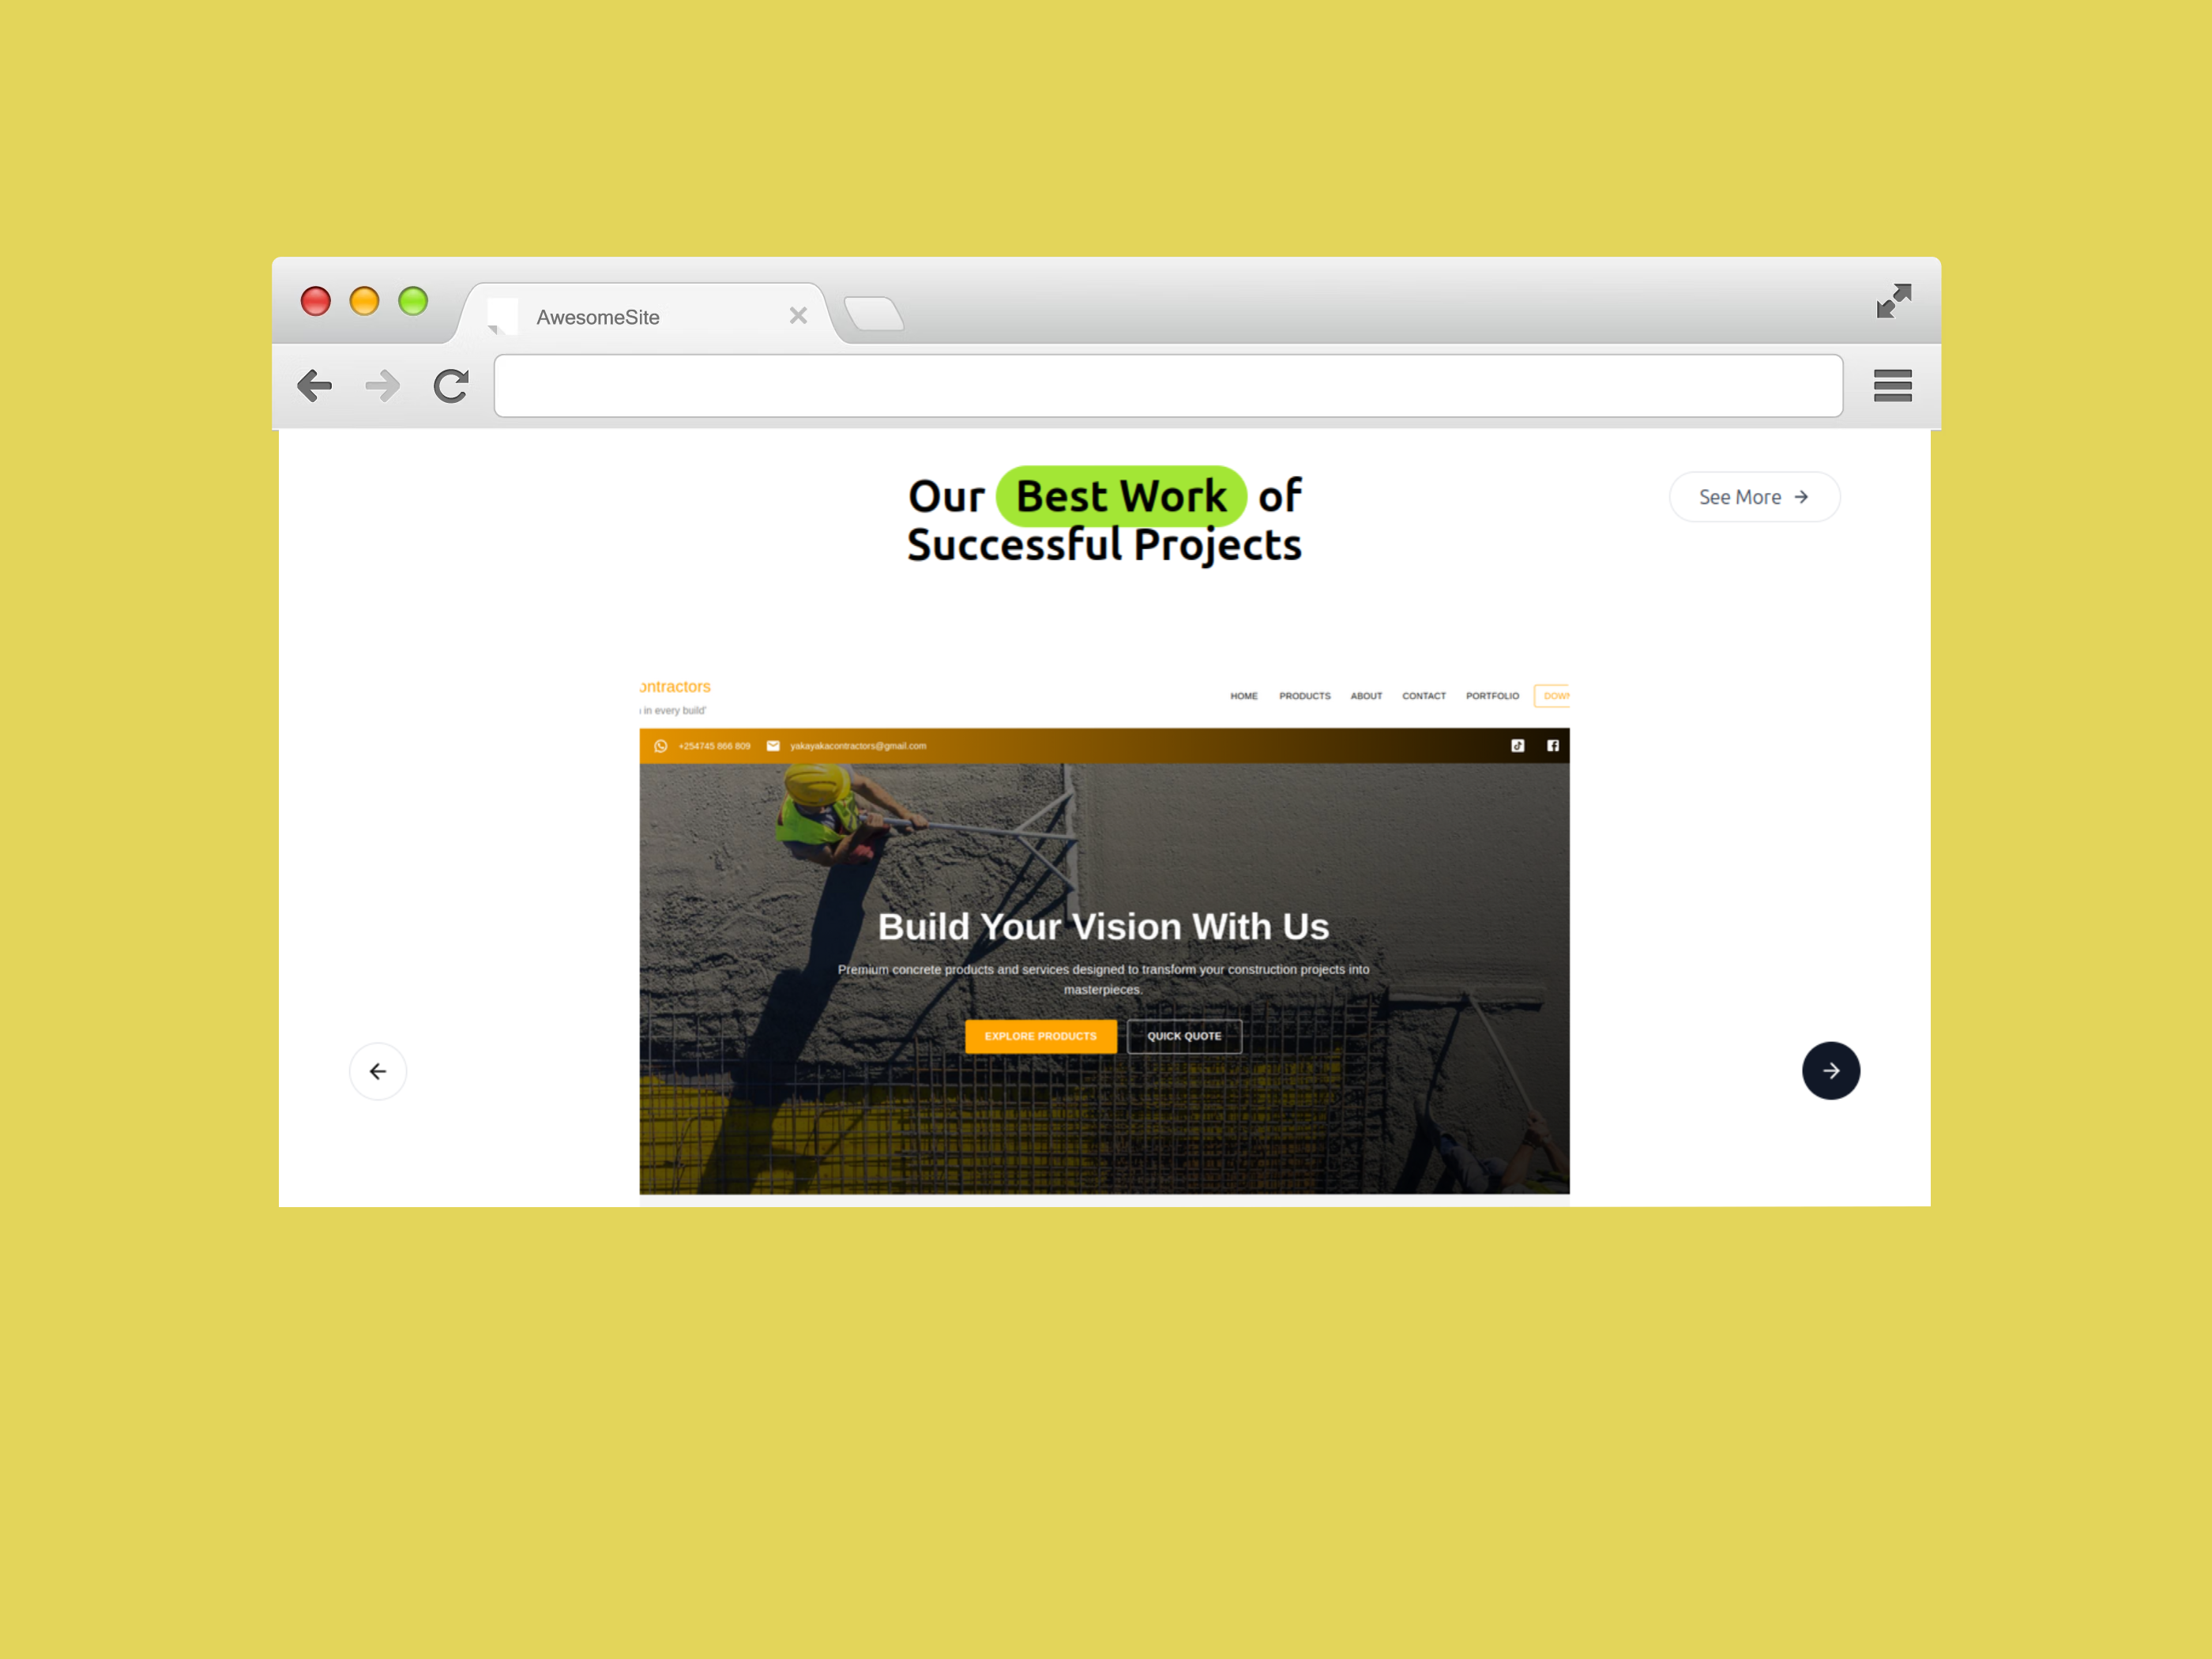 AwesomeSite
Our Best Work of
Successful Projects
See More
ontractors
in every build'
HOME PRODUCTS ABOUT CONTACT PORTFOLIO DOWN
+254745 866 809 yakayakacontractors@gmail.com
Build Your Vision With Us
Premium concrete products and services designed to transform your construction projects into
masterpieces.
EXPLORE PRODUCTS QUICK QUOTE